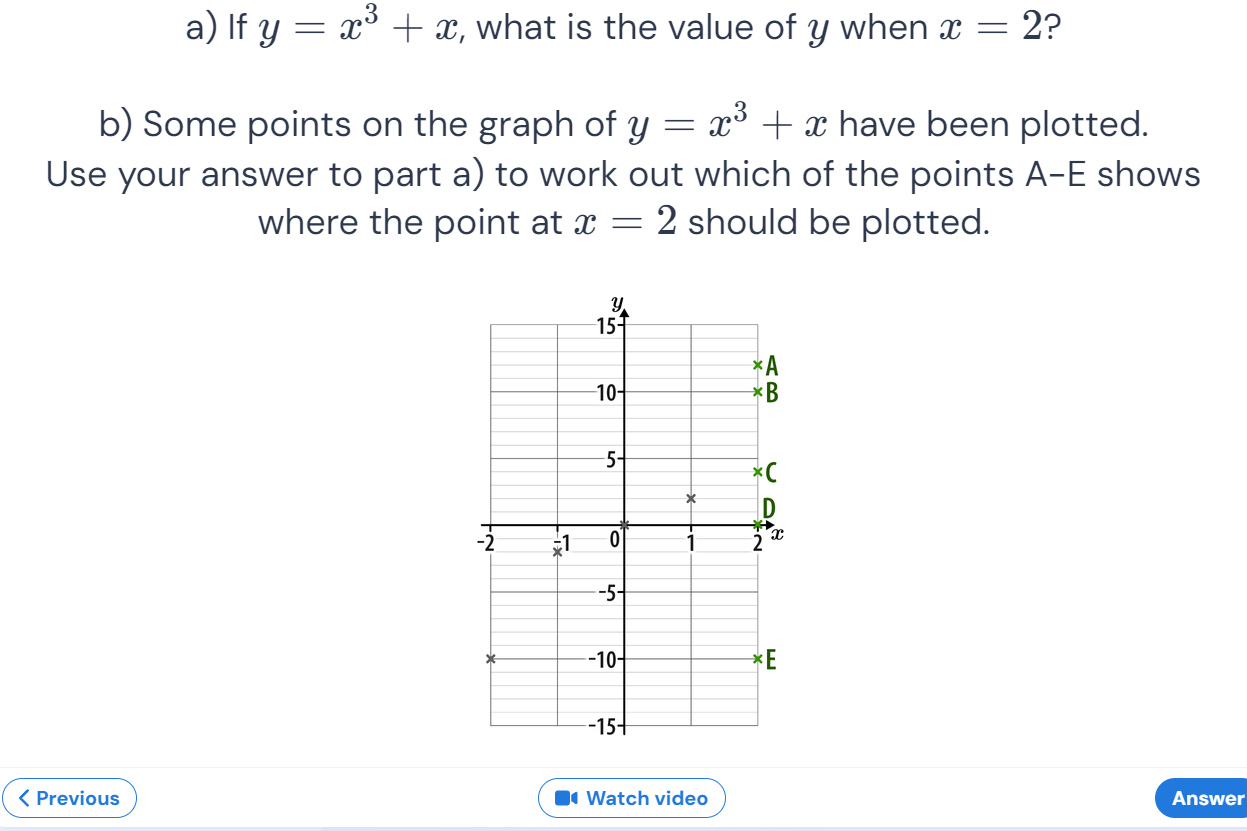 a) If y = x³ + x, what is the value of y when x = 2?
b) Some points on the graph of y = x³ + x have been plotted.
Use your answer to part a) to work out which of the points A-E shows
where the point at x = 2 should be plotted.
y
15
A
10
B
5
C
D
-2
-1
0
1
2
x
-5
-10
E
-15
Previous
Watch video
Answer